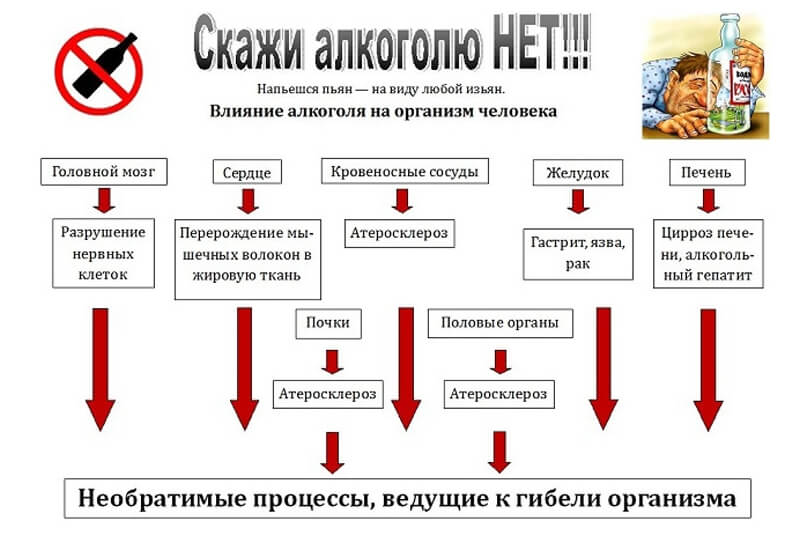 Скажи алкоголю НЕТ!!!
Напьешся пьян — на виду любой изьян.
Влияние алкоголя на организм человека
Головной мозг
Сердце
Кровеносные сосуды
Желудок
Печень
Разрушение
нервных
клеток
Перерождение мы-
шечных волокон в
жировую ткань
Атеросклероз
Гастрит, язва,
рак
Цирроз пече-
ни, алкоголь-
ный гепатит
Почки
Половые органы
Атеросклероз
Атеросклероз
Необратимые процессы, ведущие к гибели организма